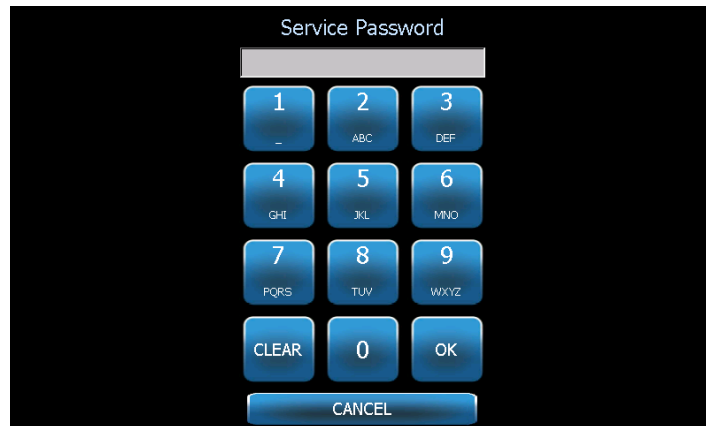 Service Password
1 2 3
_ ABC DEF
4 5 6
GHI JKL MNO
7 8 9
PQRS TUV WXYZ
CLEAR 0 OK
CANCEL